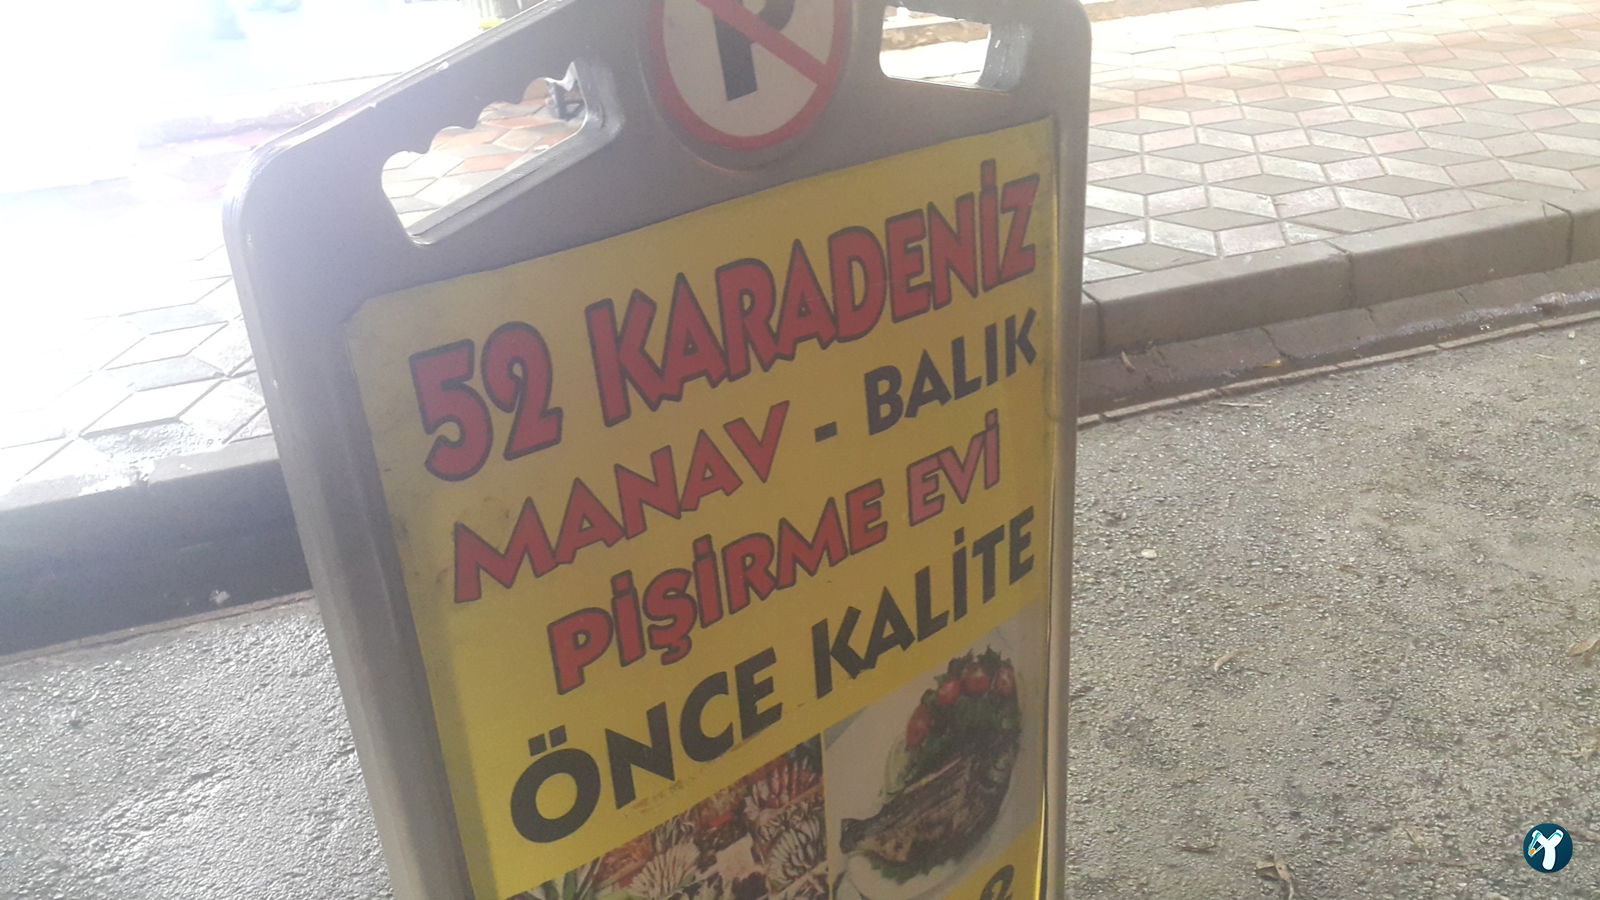 P
52 KARADENİZ
MANAV - BALIK
PİŞİRME EVİ
ÖNCE KALİTE